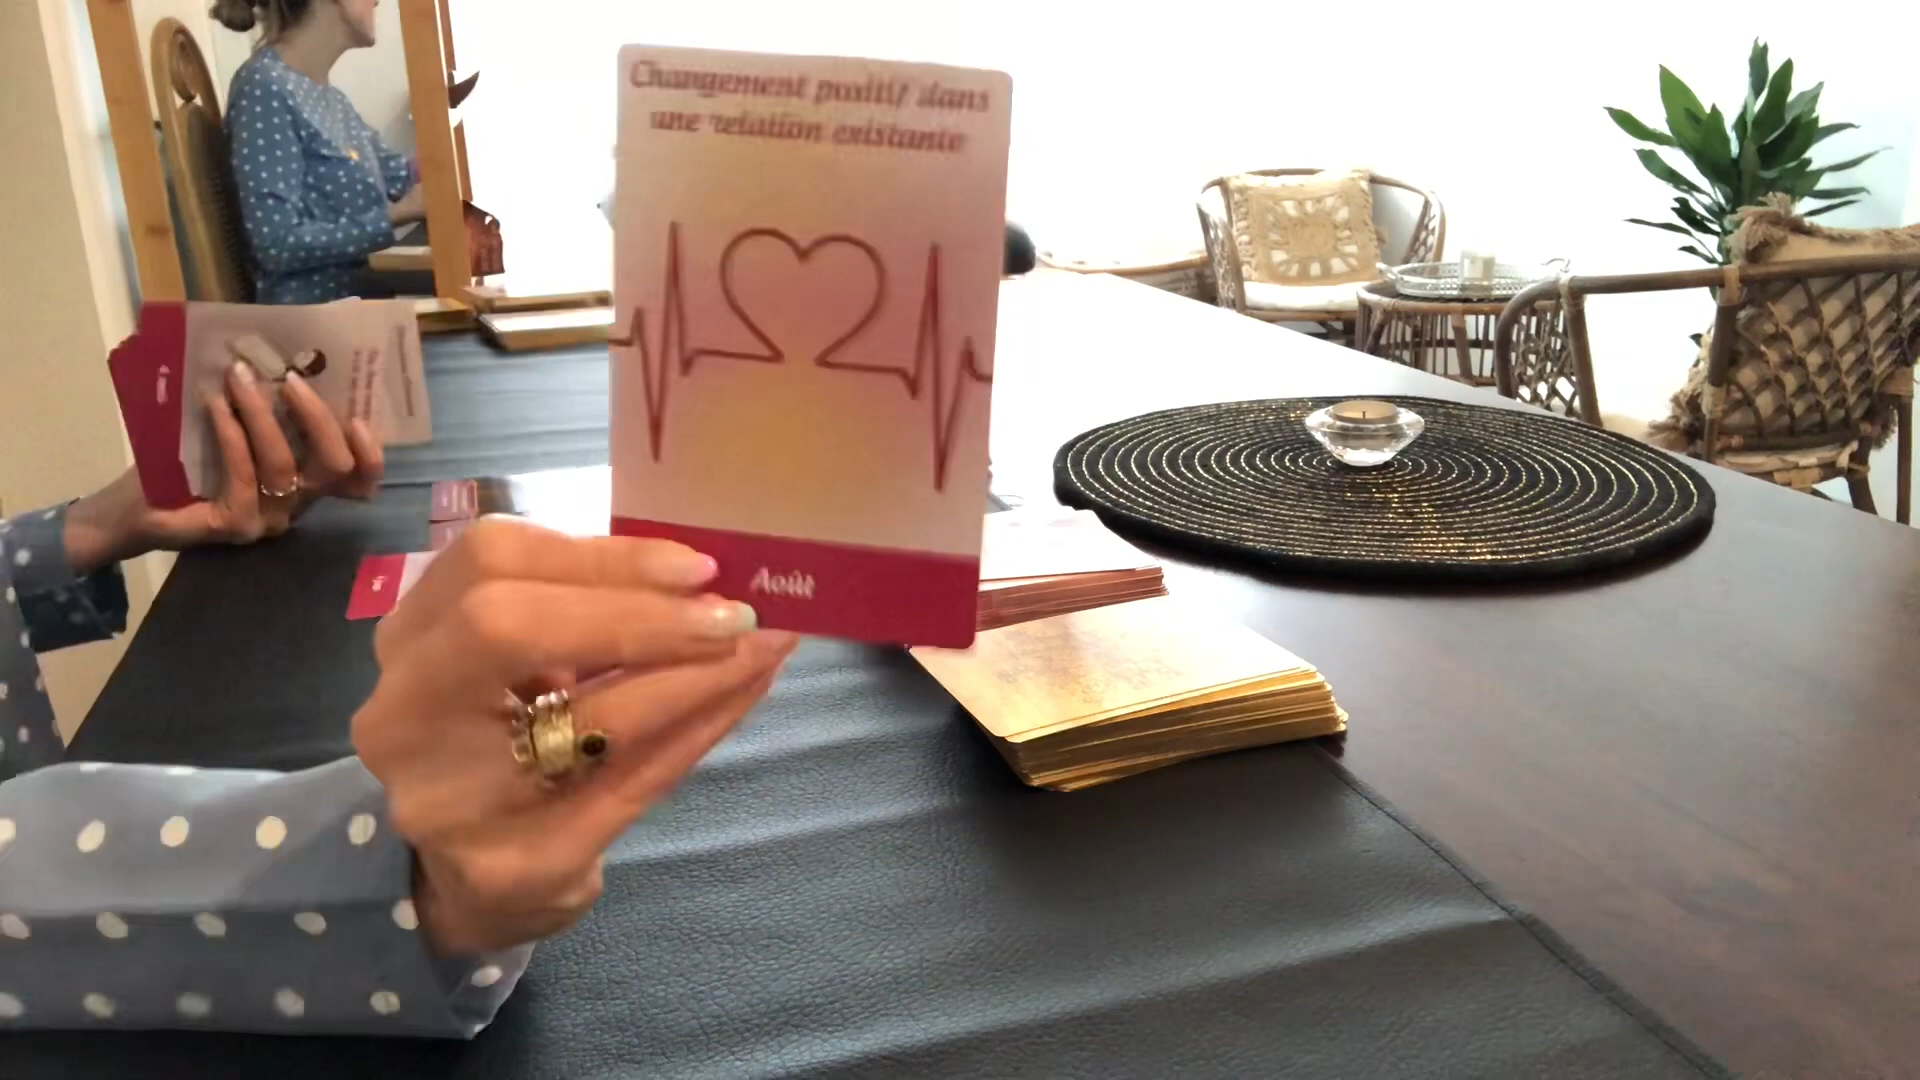 Changement positif dans
une relation existante
Août